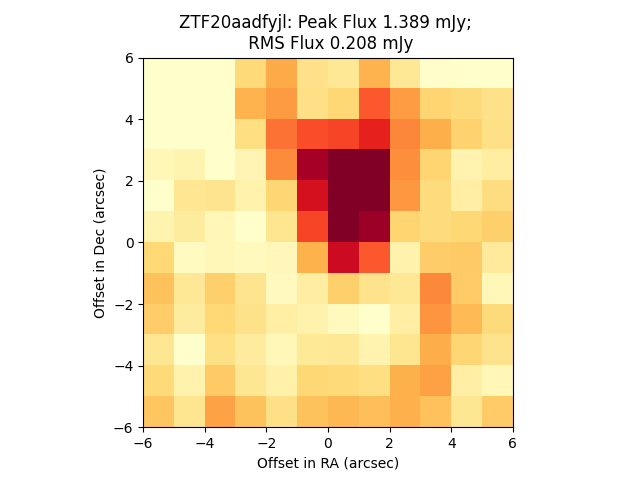 ZTF20aadfyjl: Peak Flux 1.389 mJy;
RMS Flux 0.208 mJy
6
4
2
0
−2
−4
−6
Offset in Dec (arcsec)
−6 −4 −2 0 2 4 6
Offset in RA (arcsec)